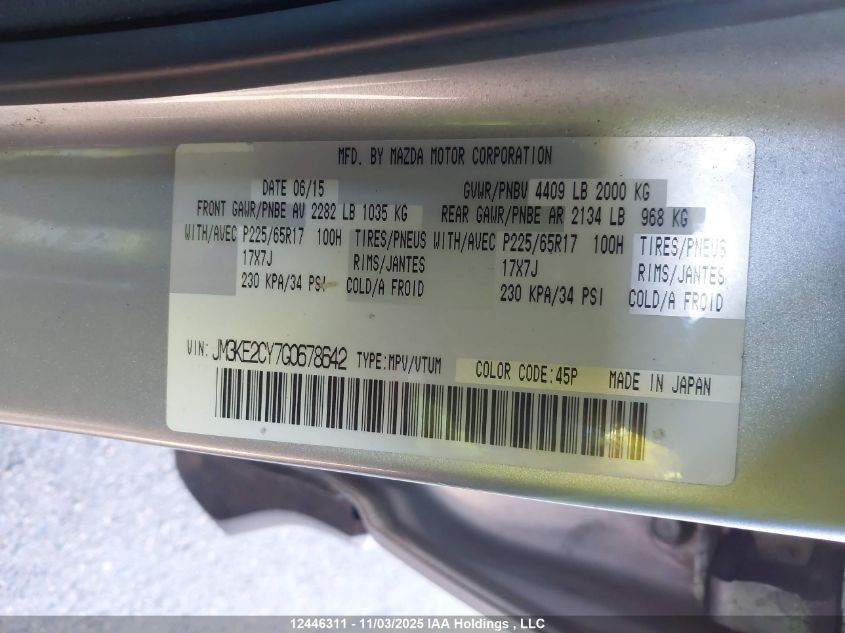 MFD. BY MAZDA MOTOR CORPORATION
DATE 06/15 GVWR/PNBV 4409 LB 2000 KG
FRONT GAWR/PNBE AV 2282 LB 1035 KG REAR GAWR/PNBE AR 2134 LB 968 KG
WITH/AVEC P225/65R17 100H TIRES/PNEUS WITH/AVEC P225/65R17 100H TIRES/PNEUS
17X7J RIMS/JANTES 17X7J RIMS/JANTES
230 KPA/34 PSI COLD/A FROID 230 KPA/34 PSI COLD/A FROID
VIN: JM3KE2CY7G0678642 TYPE:MPV/VTUM COLOR CODE:45P MADE IN JAPAN
12446311 - 11/03/2025 IAA Holdings , LLC